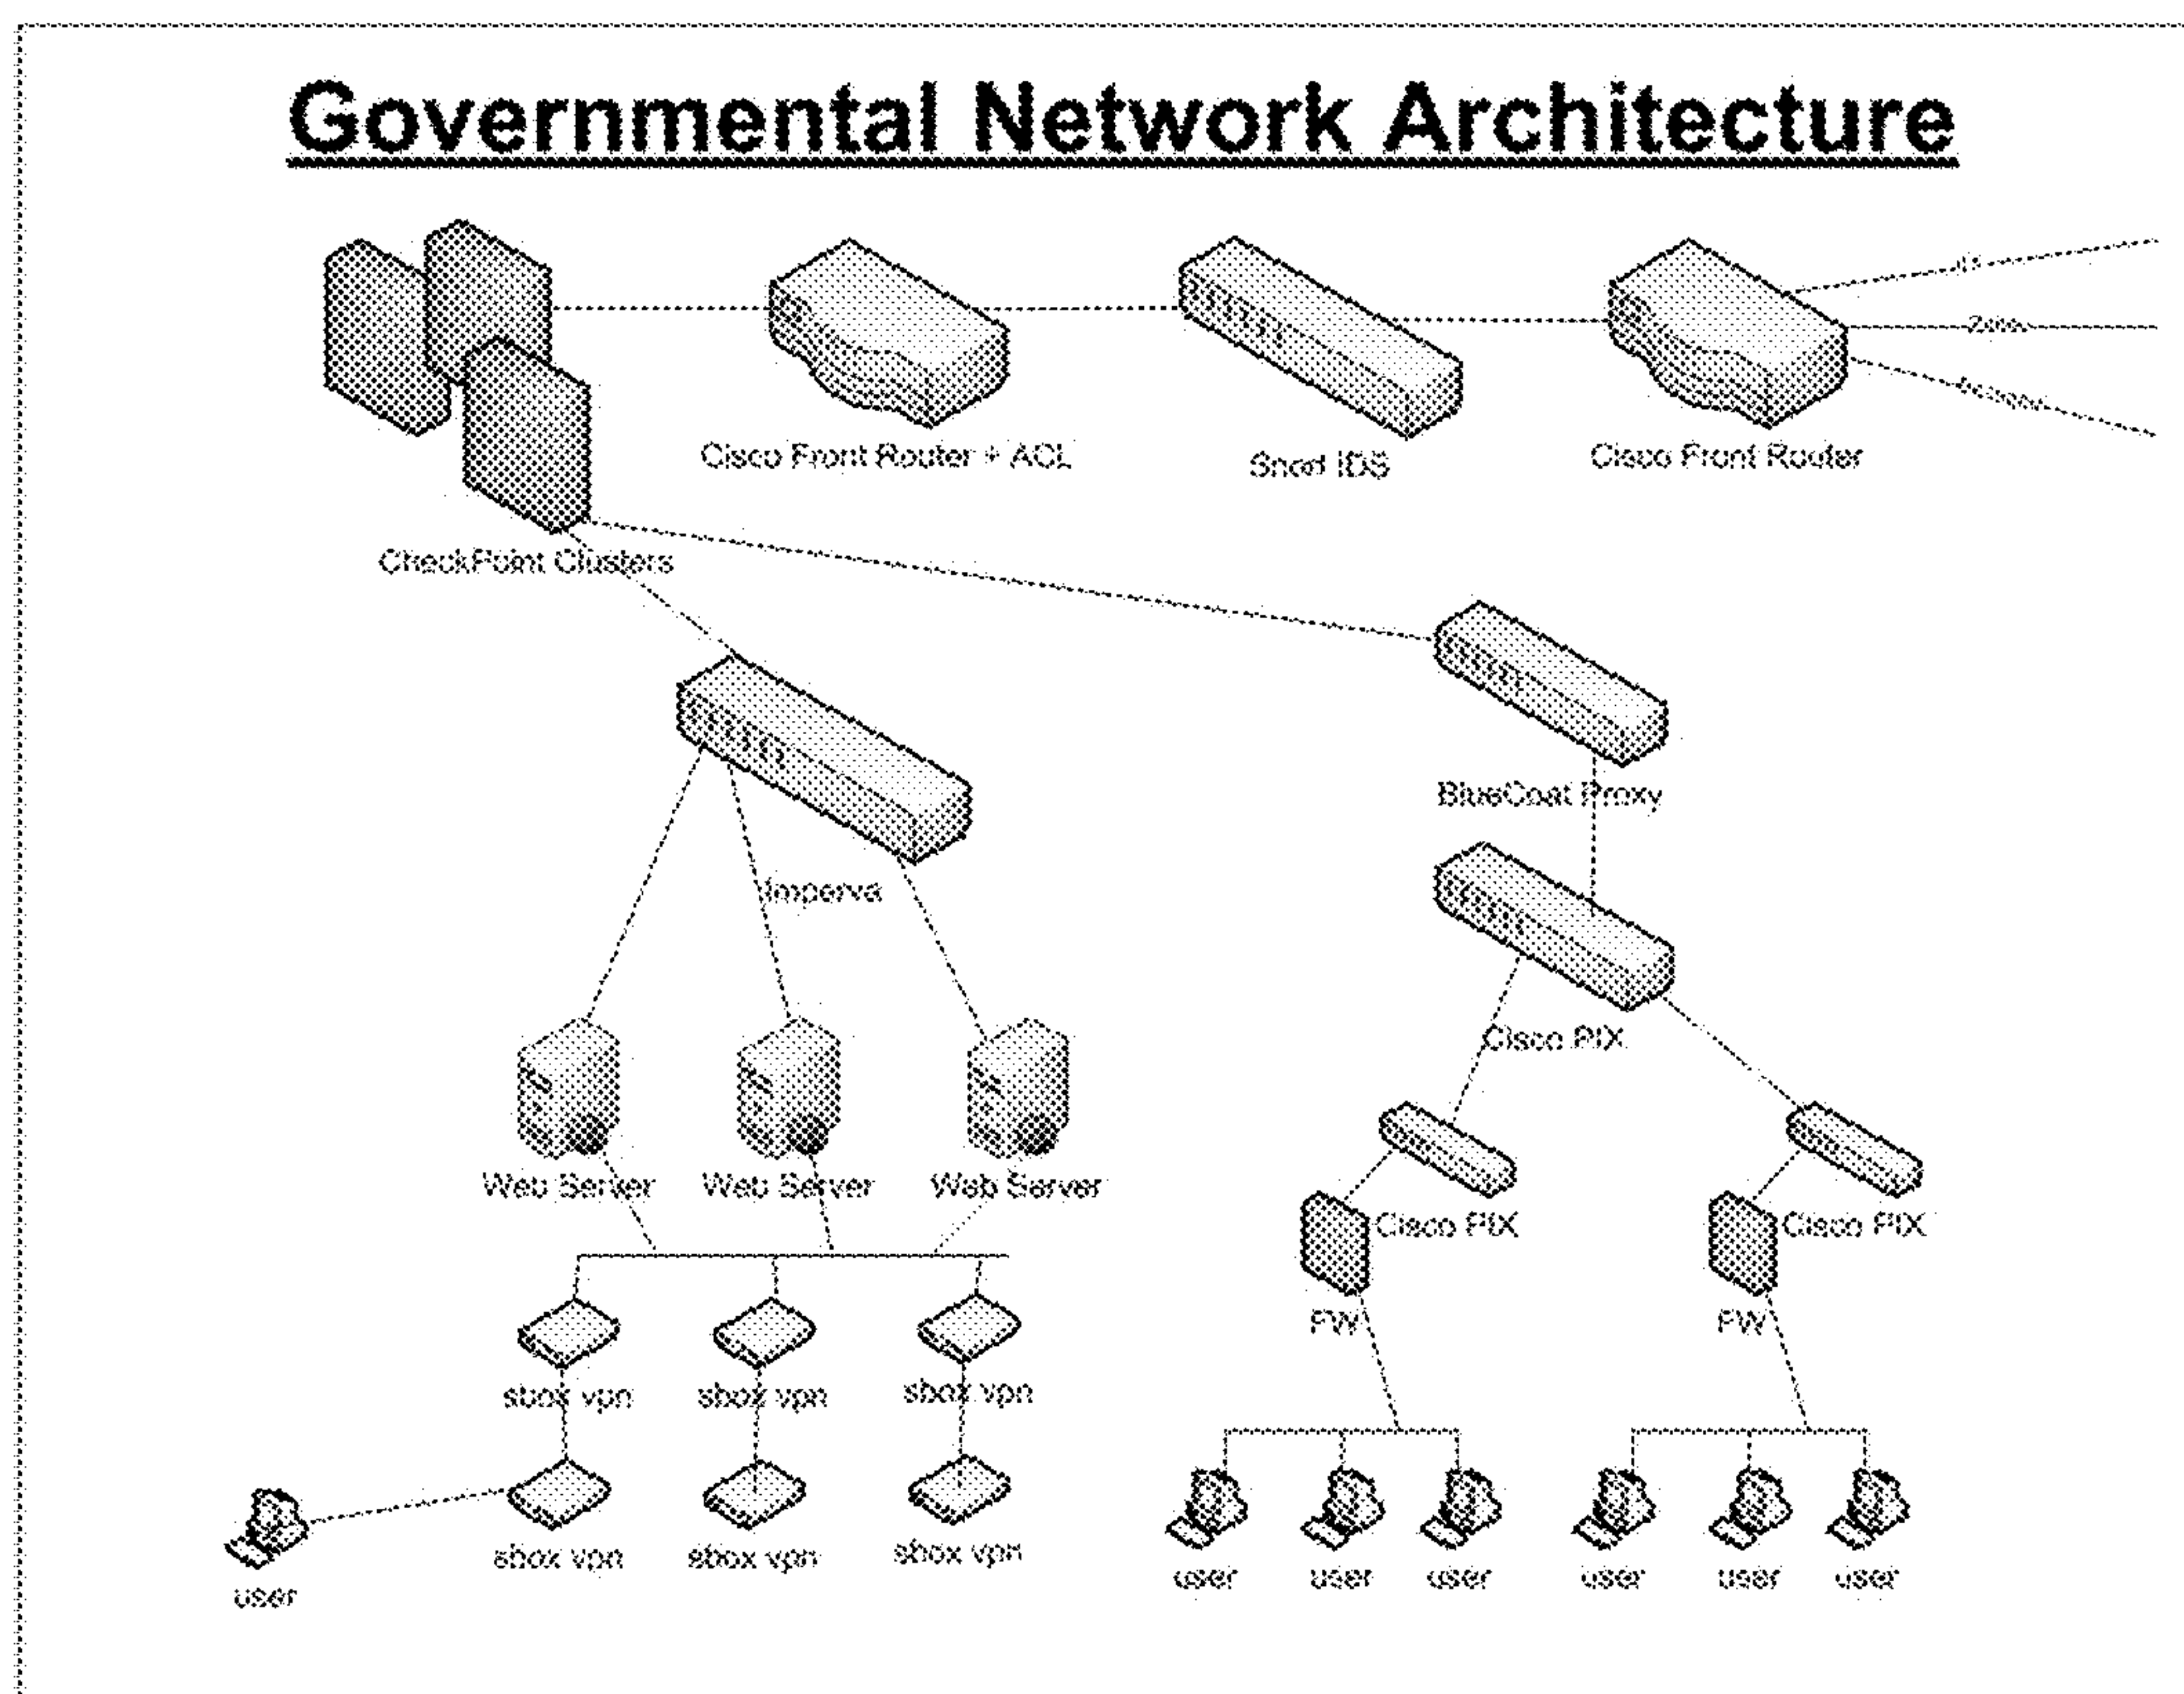 Governmental Network Architecture
Cisco Front Router + ACL
Snort IDS
Cisco Front Router
CheckPoint Clusters
BlueCoat Proxy
Imperva
Cisco PIX
Web Server
Web Server
Web Server
Cisco PIX
Cisco PIX
FW
FW
sbox vpn
sbox vpn
sbox vpn
sbox vpn
sbox vpn
sbox vpn
user
user
user
user
user
user
user